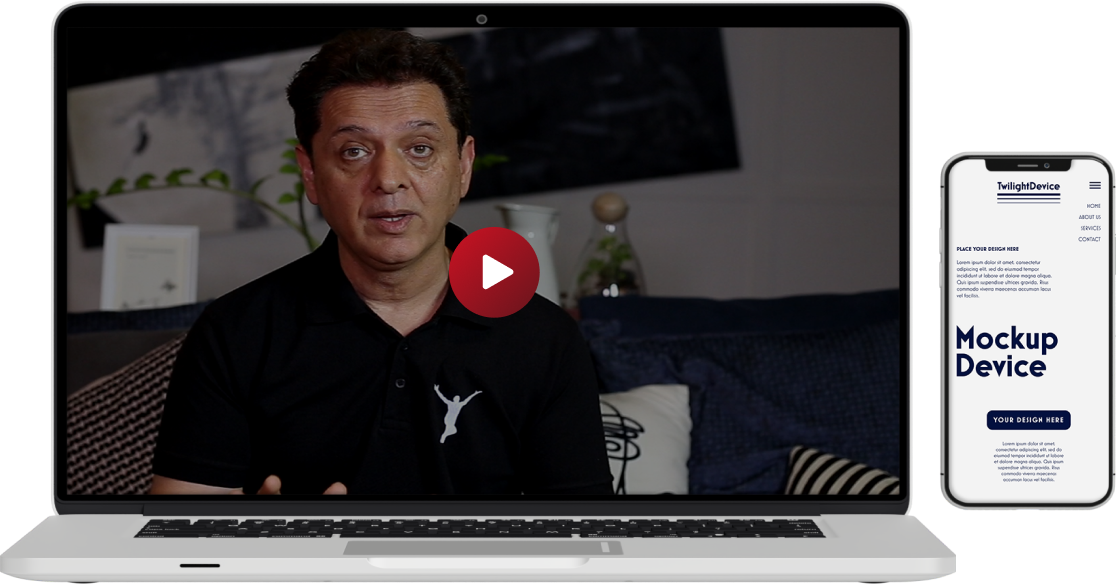 TwilightDevice
HOME
ABOUT US
SERVICES
CONTACT
PLACE YOUR DESIGN HERE
Lorem ipsum dolor sit amet, consectetur
adipiscing elit, sed do eiusmod tempor
incididunt ut labore et dolore magna aliqua.
Quis ipsum supendise ultrices gravida. Risus
commodo viverra maecenas accumsan lacus
vel facilisis.
Mockup
Device
YOUR DESIGN HERE
Lorem ipsum dolor sit amet,
consectetur adipiscing elit, sed do
eiusmod tempor incididunt ut labore
et dolore magna aliqua. Quis ipsum
supendisse ultrices gravida. Risus
commodo viverra maecenas
accumsan lacus vel facilisis.